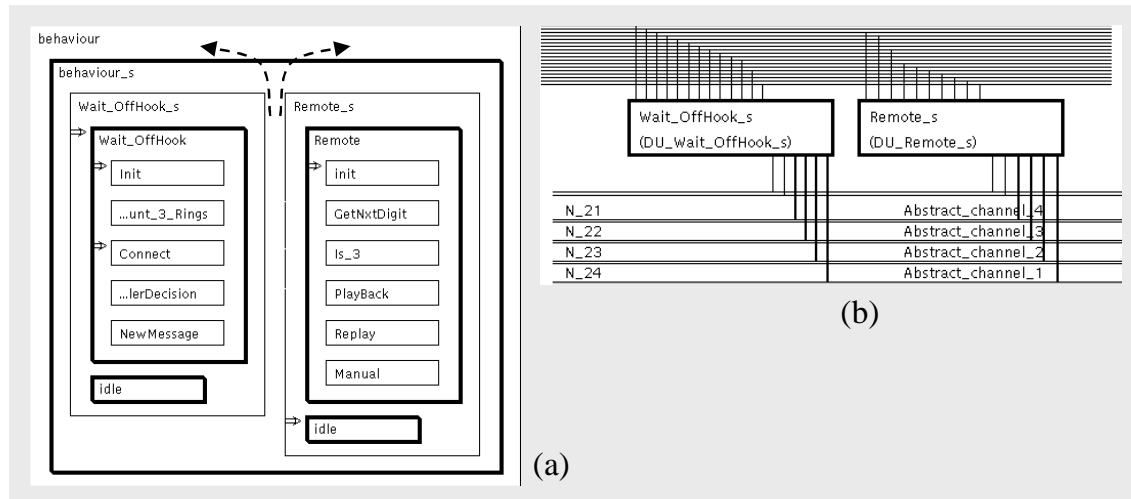 behaviour
behaviour_s
Wait_OffHook_s
Wait_OffHook
Init
...unt_3_Rings
Connect
...lerDecision
NewMessage
idle
Remote_s
Remote
init
GetNxtDigit
Is_3
PlayBack
Replay
Manual
idle
(a)
Wait_OffHook_s
(DU_Wait_OffHook_s)
Remote_s
(DU_Remote_s)
N_21 Abstract_channel_4
N_22 Abstract_channel_3
N_23 Abstract_channel_2
N_24 Abstract_channel_1
(b)